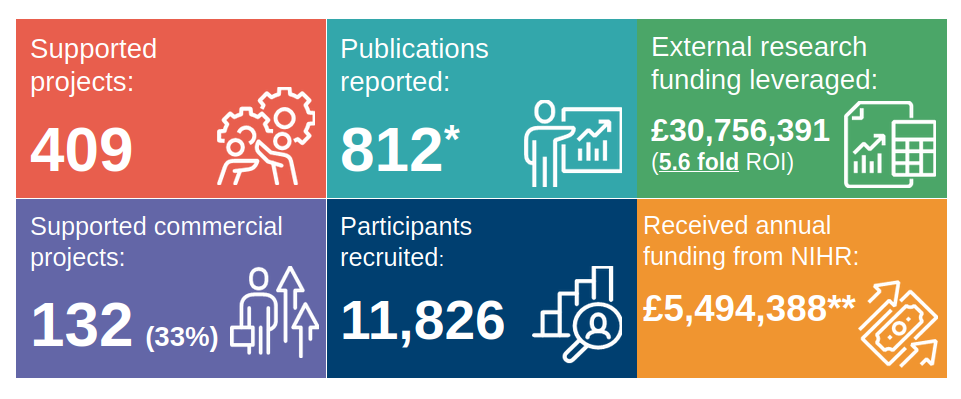 Supported
projects:
409
Publications
reported:
812*
External research
funding leveraged:
£30,756,391
(5.6 fold ROI)
Supported commercial
projects:
132 (33%)
Participants
recruited:
11,826
Received annual
funding from NIHR:
£5,494,388**